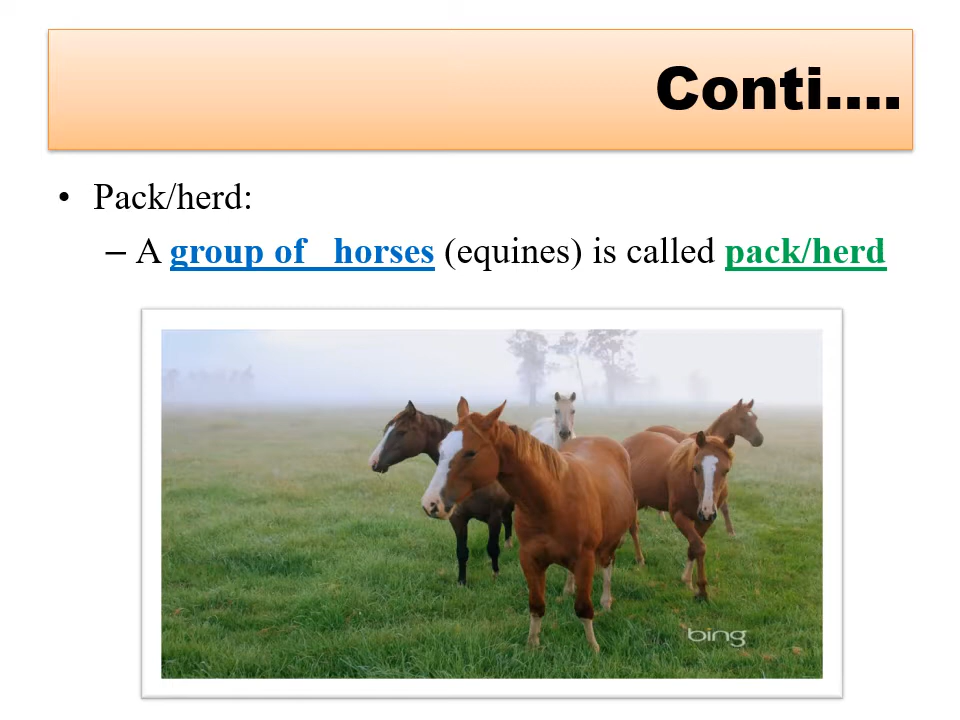 Conti....
• Pack/herd:
– A group of horses (equines) is called pack/herd
bing